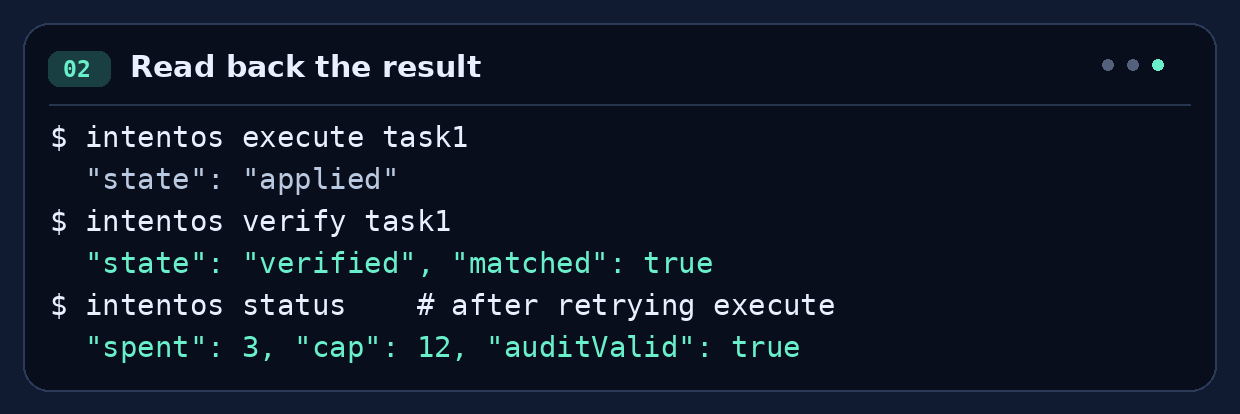 02 Read back the result
$ intentos execute task1
  "state": "applied"
$ intentos verify task1
  "state": "verified", "matched": true
$ intentos status    # after retrying execute
  "spent": 3, "cap": 12, "auditValid": true